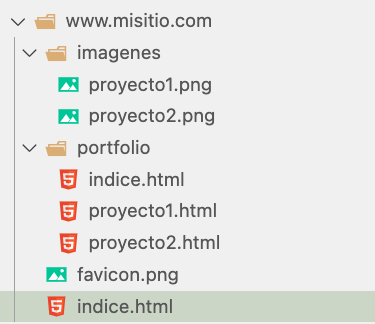 www.misitio.com
imagenes
proyecto1.png
proyecto2.png
portfolio
indice.html
proyecto1.html
proyecto2.html
favicon.png
indice.html